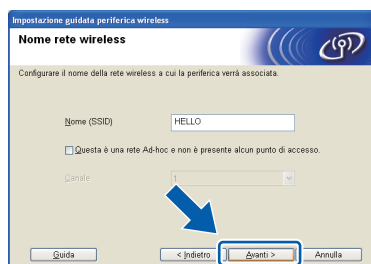 Impostazione guidata periferica wireless
Nome rete wireless
Configurare il nome della rete wireless a cui la periferica verrà associata.
Nome (SSID) HELLO
Questa è una rete Ad-hoc e non è presente alcun punto di accesso.
Canale 1
Guida < Indietro Avanti > Annulla